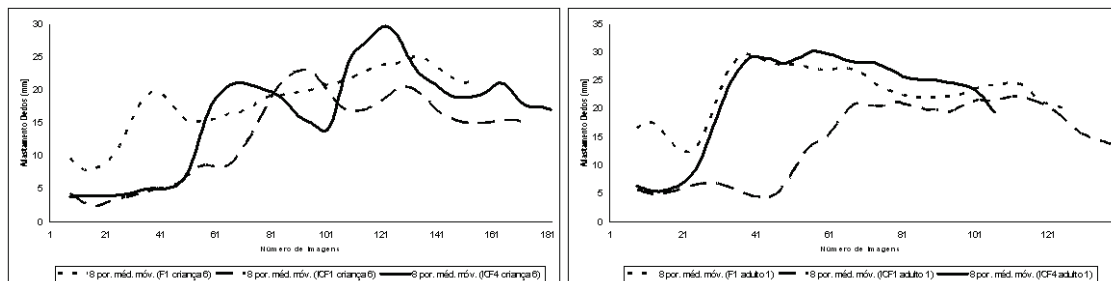 30
25
20
15
10
5
0
Afastamento Dedos (mm)
1 21 41 61 81 101 121 141 161 181
Número de Imagens
8 por. méd. móv. (F1 criança 6) 8 por. méd. móv. (ICF1 criança 6) 8 por. méd. móv. (ICF4 criança 6)
35
30
25
20
15
10
5
0
Afastamento Dedos (mm)
1 21 41 61 81 101 121
Número de Imagens
8 por. méd. móv. (F1 adulto 1) 8 por. méd. móv. (ICF1 adulto 1) 8 por. méd. móv. (ICF4 adulto 1)